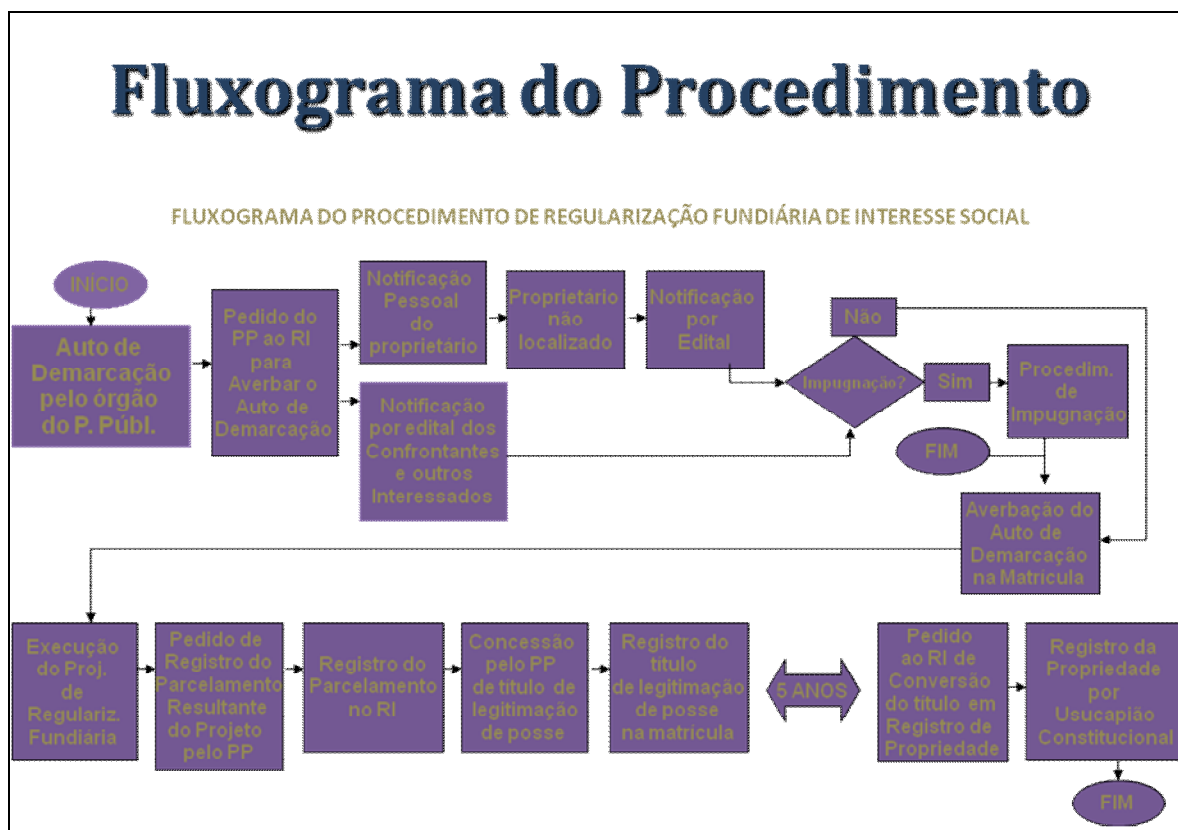 Fluxograma do Procedimento
FLUXOGRAMA DO PROCEDIMENTO DE REGULARIZAÇÃO FUNDIÁRIA DE INTERESSE SOCIAL
INÍCIO
Auto de
Demarcação
pelo órgão
do P. Públ.
Pedido do
PP ao RI
para
Averbar o
Auto de
Demarcação
Notificação
Pessoal
do
proprietário
Proprietário
não
localizado
Notificação
por
Edital
Notificação
por edital dos
Confrontantes
e outros
Interessados
Impugnação?
Não
Sim
Procedim.
de
Impugnação
FIM
Averbação do
Auto de
Demarcação
na Matrícula
Execução
do Proj.
de
Regulariz.
Fundiária
Pedido de
Registro do
Parcelamento
Resultante
do Projeto
pelo PP
Registro do
Parcelamento
no RI
Concessão
pelo PP
de título de
legitimação
de posse
Registro do
título
de legitimação
de posse
na matrícula
5 ANOS
Pedido
ao RI de
Conversão
do título em
Registro de
Propriedade
Registro da
Propriedade
por
Usucapião
Constitucional
FIM